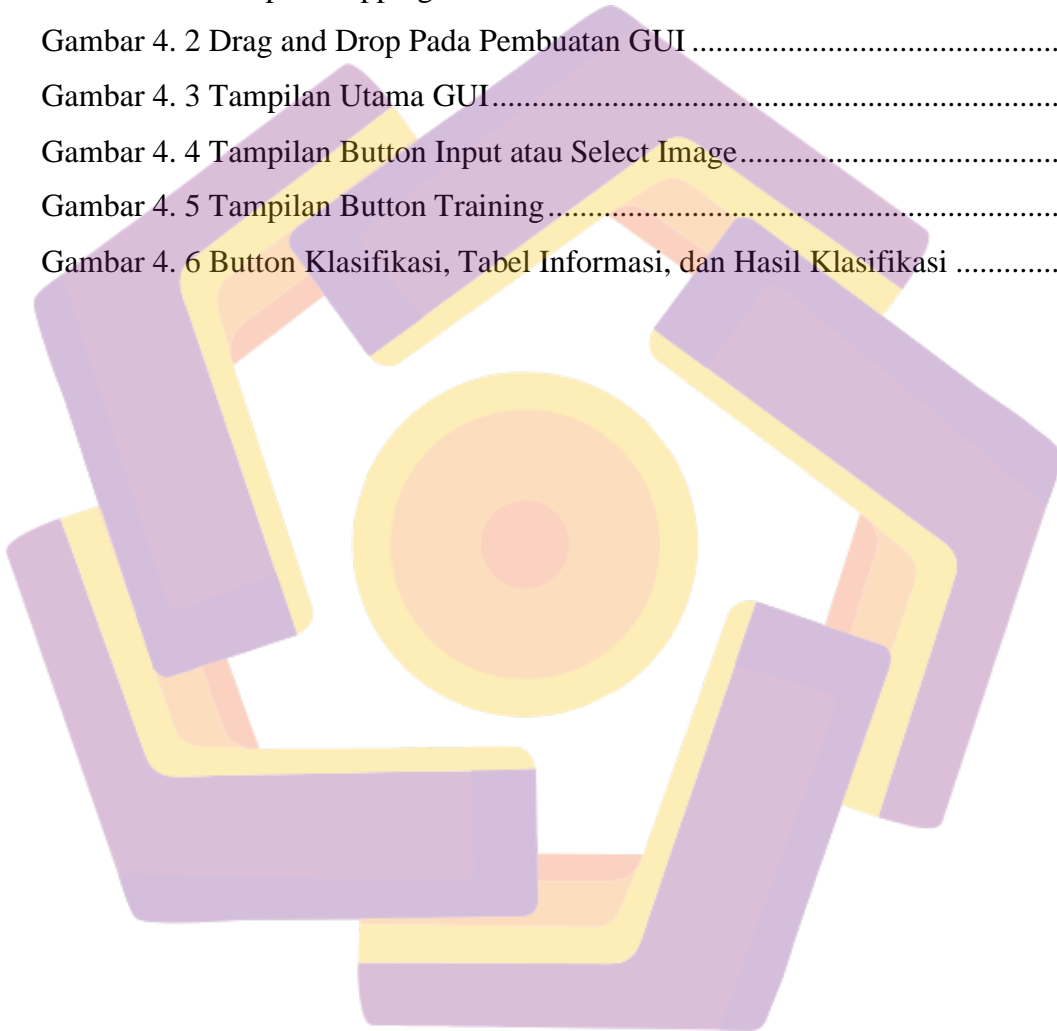 Gambar 4. 2 Drag and Drop Pada Pembuatan GUI ..............................................
Gambar 4. 3 Tampilan Utama GUI.......................................................................
Gambar 4. 4 Tampilan Button Input atau Select Image........................................
Gambar 4. 5 Tampilan Button Training................................................................
Gambar 4. 6 Button Klasifikasi, Tabel Informasi, dan Hasil Klasifikasi .............